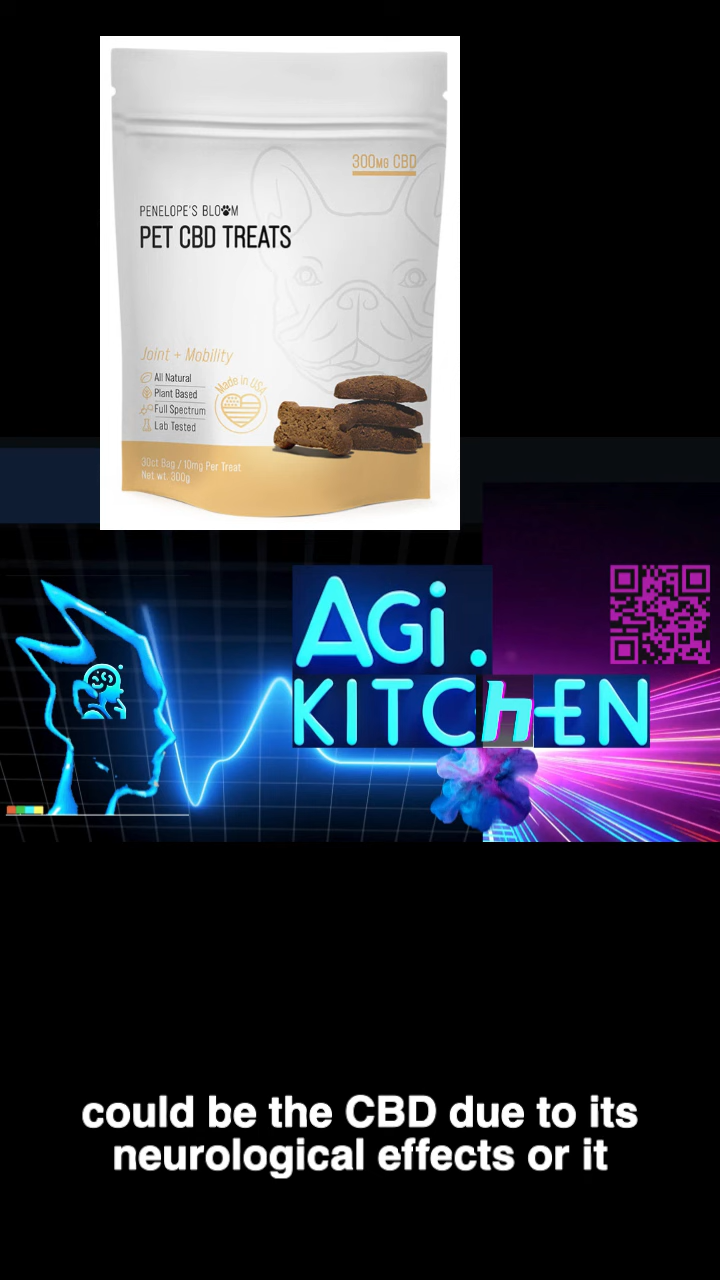 300MG CBD
PENELOPE'S BLOOM
PET CBD TREATS
Joint + Mobility
All Natural
Plant Based
Full Spectrum
Lab Tested
Made in USA
30ct Bag / 10mg Per Treat
Net wt. 300g
AGi.
KITChEN
could be the CBD due to its
neurological effects or it